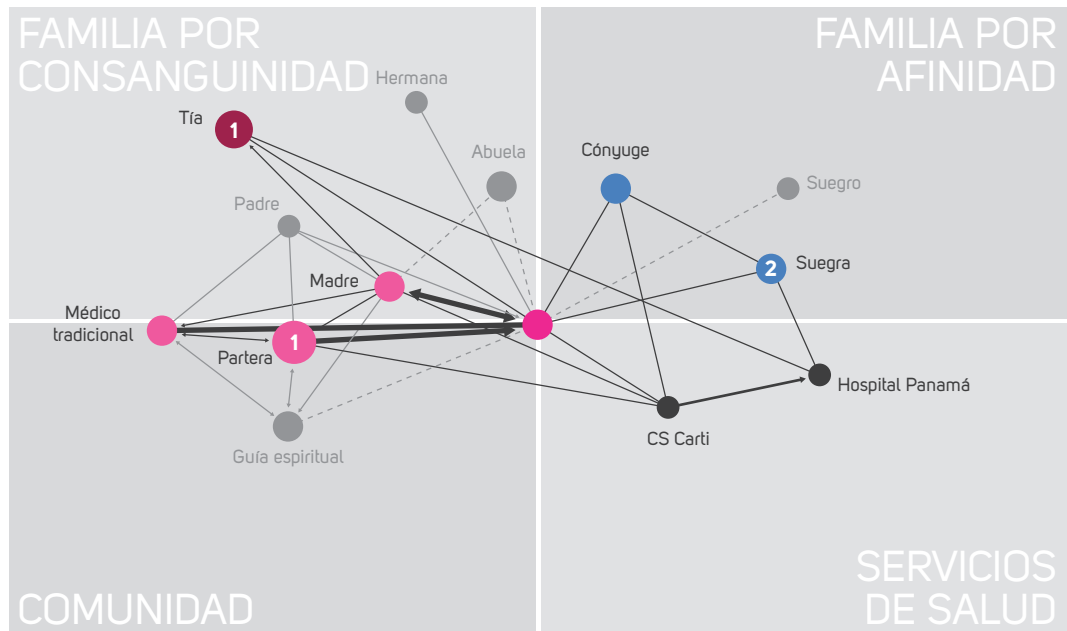 FAMILIA POR
CONSANGUINIDAD
FAMILIA POR
AFINIDAD
Hermana
Tía
1
Abuela
Cónyuge
Suegro
Padre
Madre
2
Suegra
Médico
tradicional
Partera
1
Hospital Panamá
CS Carti
Guía espiritual
COMUNIDAD
SERVICIOS
DE SALUD